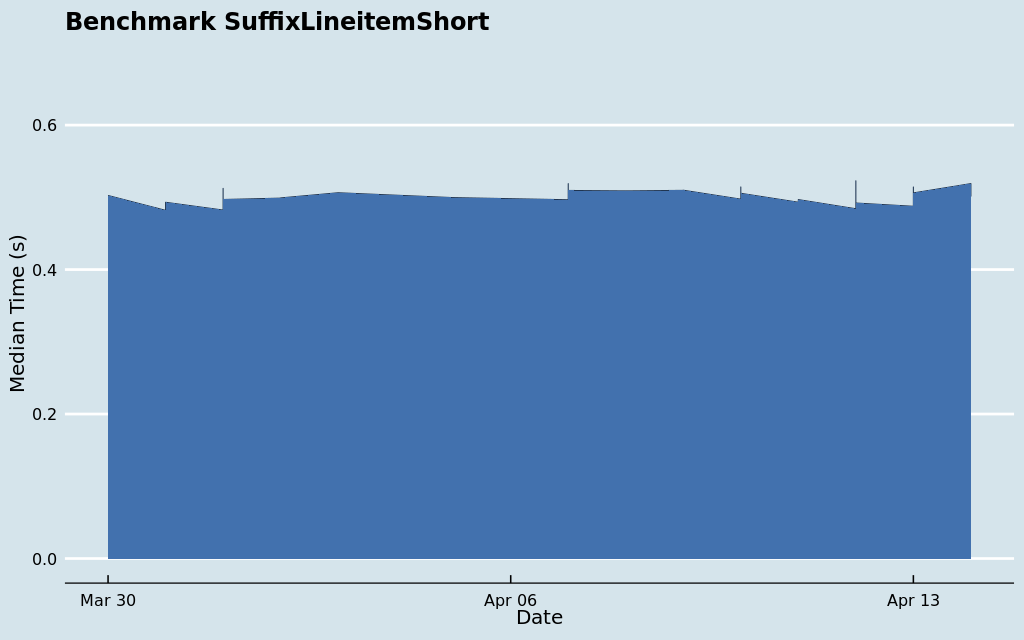 Benchmark SuffixLineitemShort
Median Time (s)
0.6
0.4
0.2
0.0
Mar 30
Apr 06
Apr 13
Date